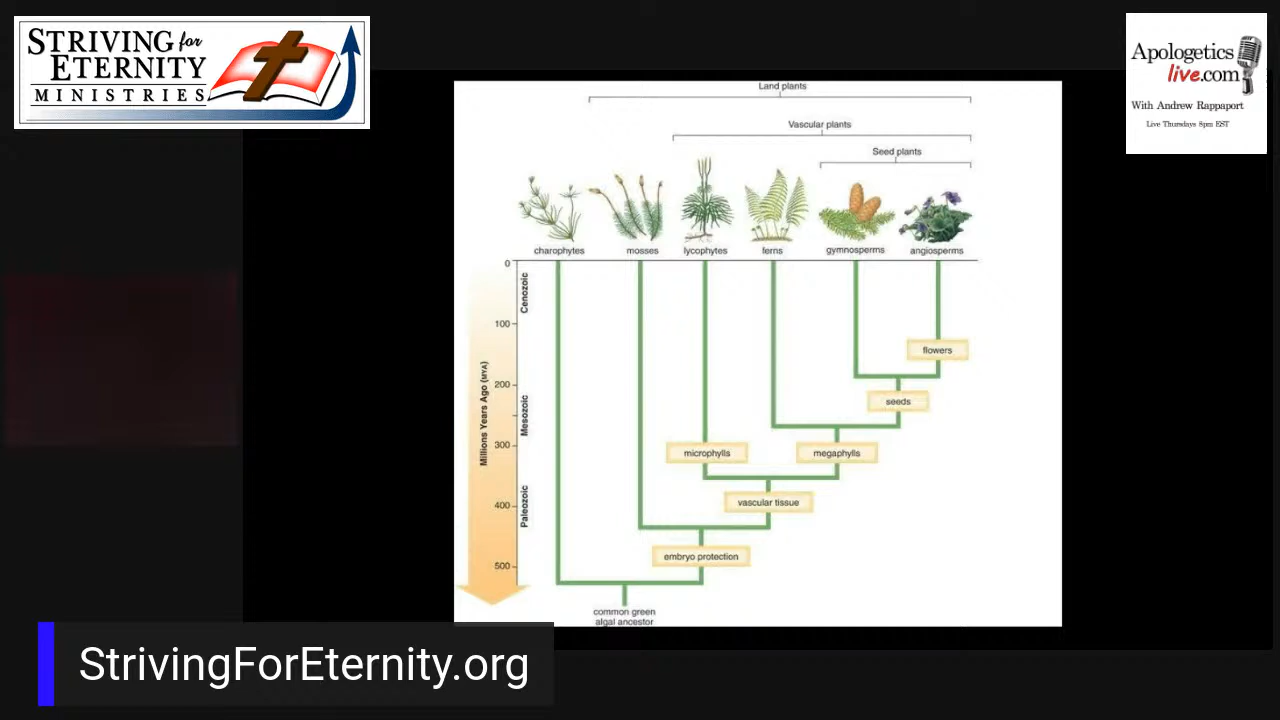 STRIVING for
ETERNITY
MINISTRIES
Apologetics
live.com
With Andrew Rappaport
Live Thursdays 8pm EST
Land plants
Vascular plants
Seed plants
charophytes
mosses
lycophytes
ferns
gymnosperms
angiosperms
0
100
200
300
400
500
Millions Years Ago (MYA)
Cenozoic
Mesozoic
Paleozoic
flowers
seeds
microphylls
megaphylls
vascular tissue
embryo protection
common green
algal ancestor
StrivingForEternity.org